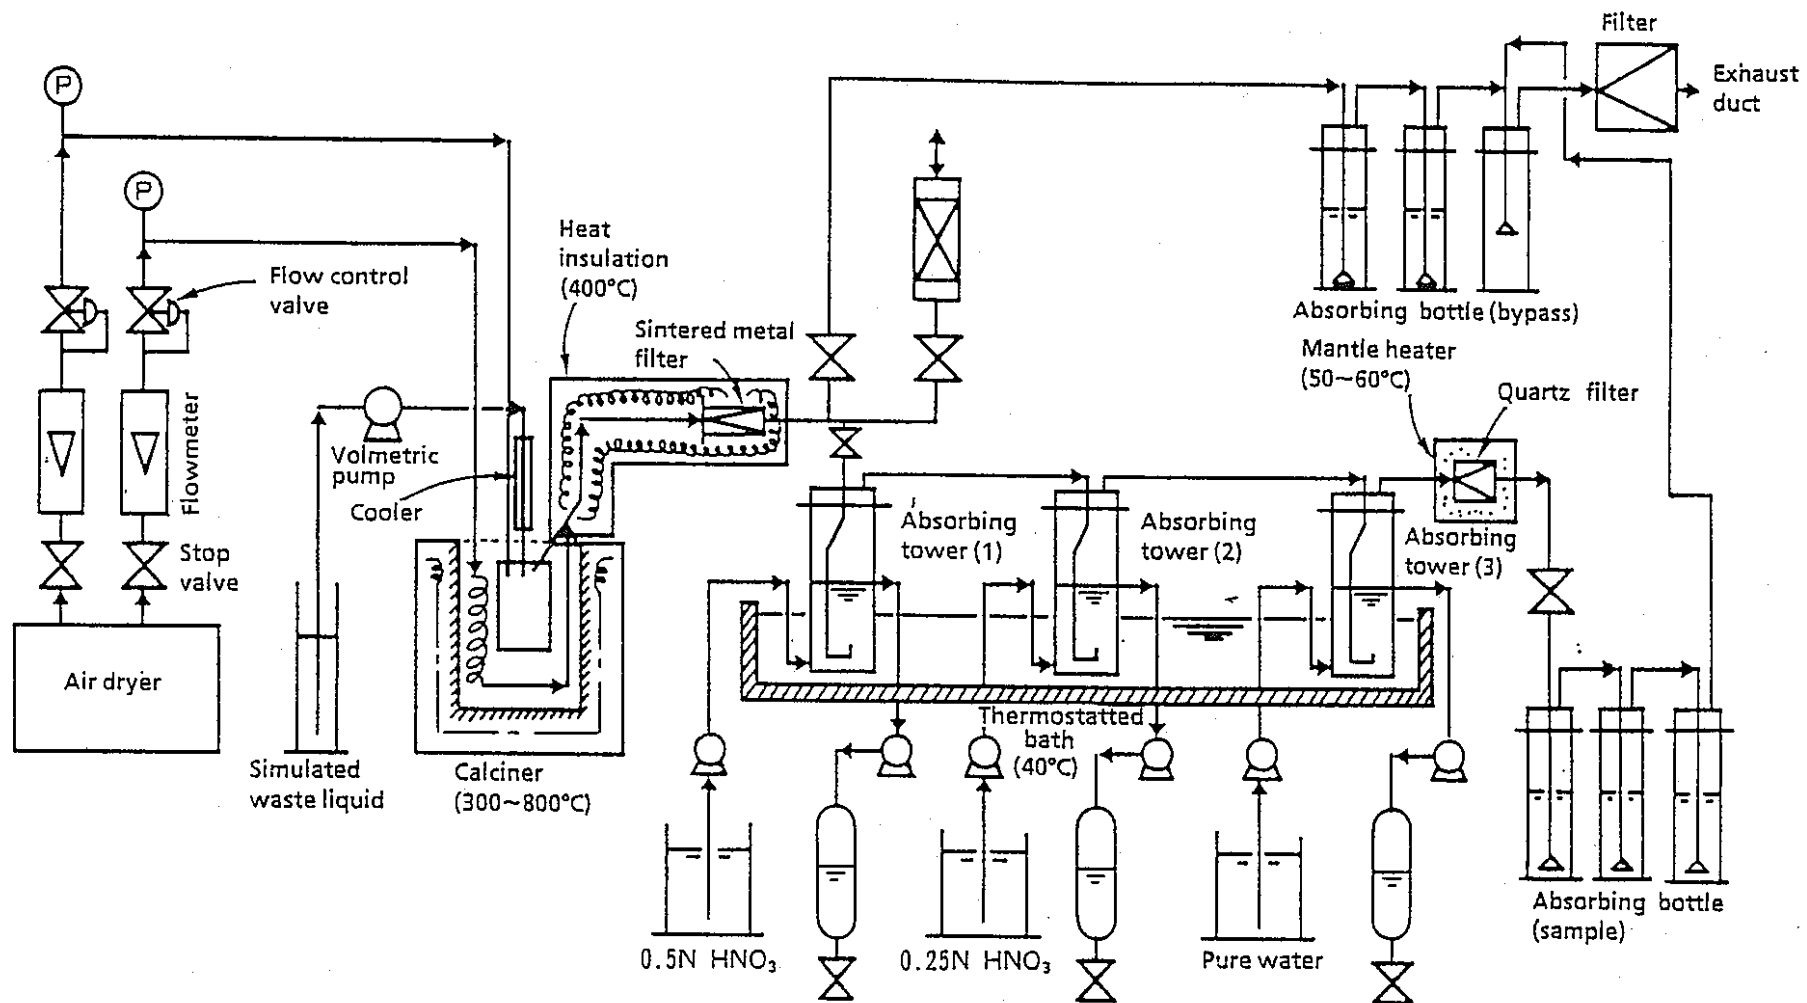 Filter
Exhaust
duct
P
P
Heat
insulation
(400°C)
Flow control
valve
Sintered metal
filter
Absorbing bottle (bypass)
Mantle heater
(50~60°C)
Quartz filter
Flowmeter
Volmetric
pump
Cooler
Absorbing
tower (1)
Absorbing
tower (2)
Absorbing
tower (3)
Stop
valve
Air dryer
Thermostatted
bath
(40°C)
Simulated
waste liquid
Calciner
(300~800°C)
Absorbing bottle
(sample)
0.5N HNO₃
0.25N HNO₃
Pure water